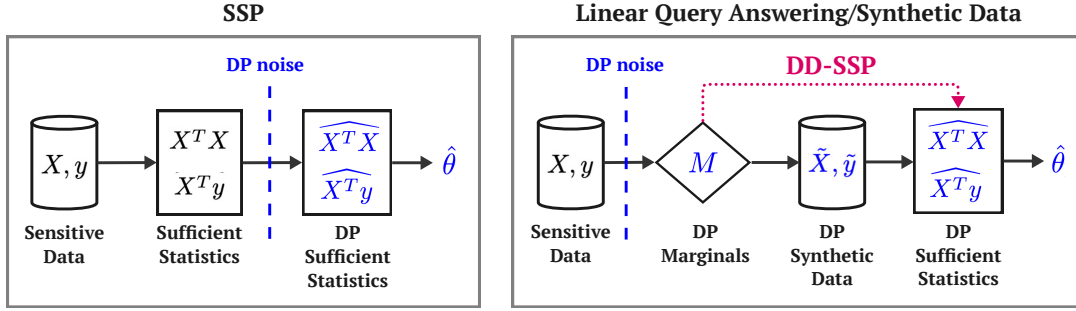 SSP
DP noise
X, y
X^T X
X^T y
\widehat{X^T X}
\widehat{X^T y}
\hat{θ}
Sensitive
Data
Sufficient
Statistics
DP
Sufficient
Statistics
Linear Query Answering/Synthetic Data
DP noise
DD-SSP
X, y
M
\tilde{X}, \tilde{y}
\widehat{X^T X}
\widehat{X^T y}
\hat{θ}
Sensitive
Data
DP
Marginals
DP
Synthetic
Data
DP
Sufficient
Statistics